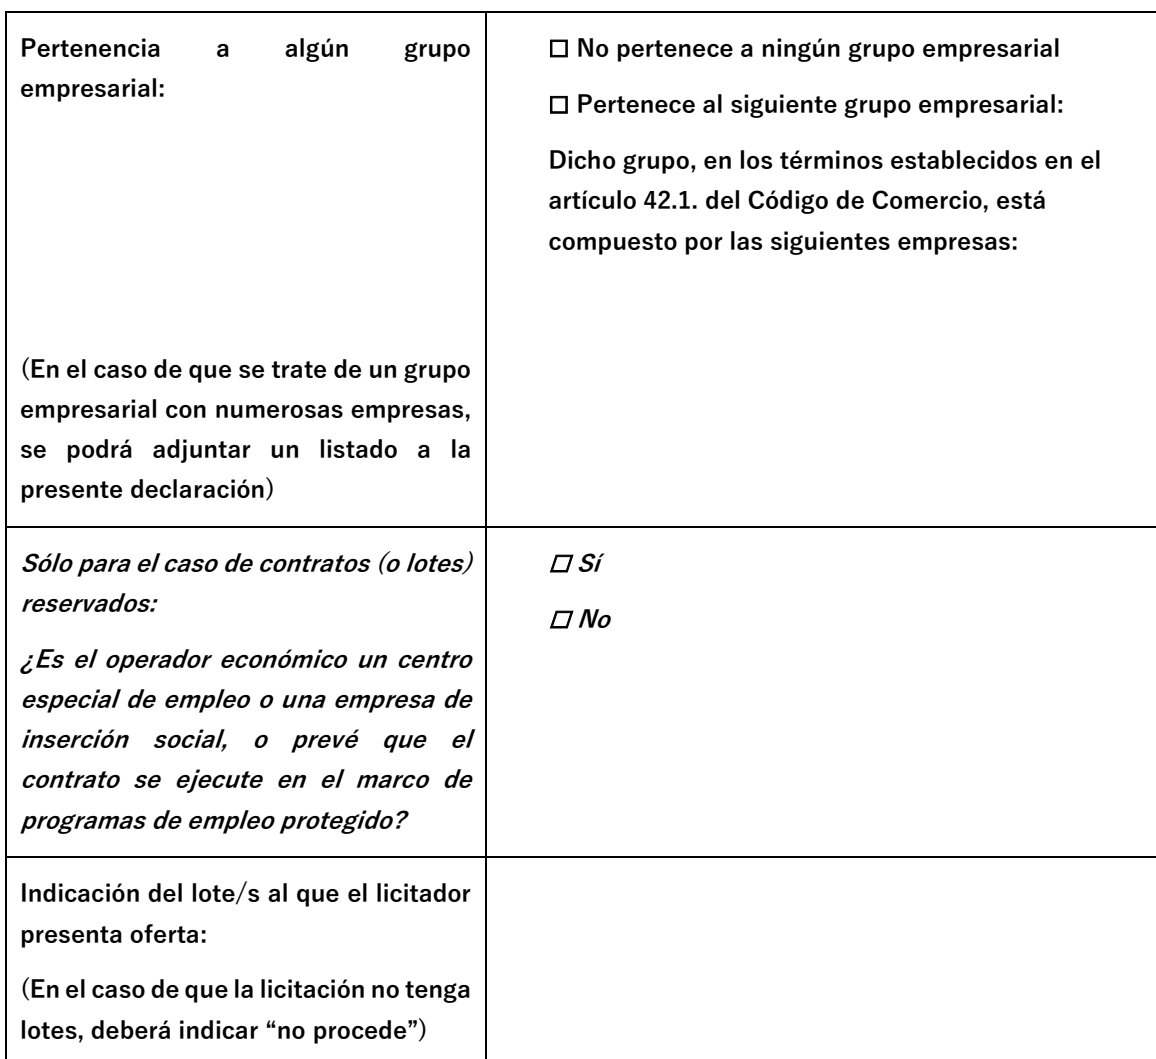 Pertenencia a algún grupo
empresarial:
(En el caso de que se trate de un grupo
empresarial con numerosas empresas,
se podrá adjuntar un listado a la
presente declaración)
☐ No pertenece a ningún grupo empresarial
☐ Pertenece al siguiente grupo empresarial:
Dicho grupo, en los términos establecidos en el
artículo 42.1. del Código de Comercio, está
compuesto por las siguientes empresas:
Sólo para el caso de contratos (o lotes)
reservados:
¿Es el operador económico un centro
especial de empleo o una empresa de
inserción social, o prevé que el
contrato se ejecute en el marco de
programas de empleo protegido?
☐ Sí
☐ No
Indicación del lote/s al que el licitador
presenta oferta:
(En el caso de que la licitación no tenga
lotes, deberá indicar “no procede”)